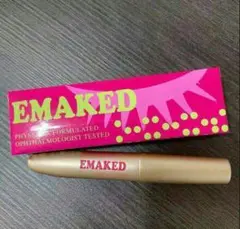 EMAKED
PHYSICIAN FORMULATED
OPHTHALMOLOGIST TESTED
EMAKED